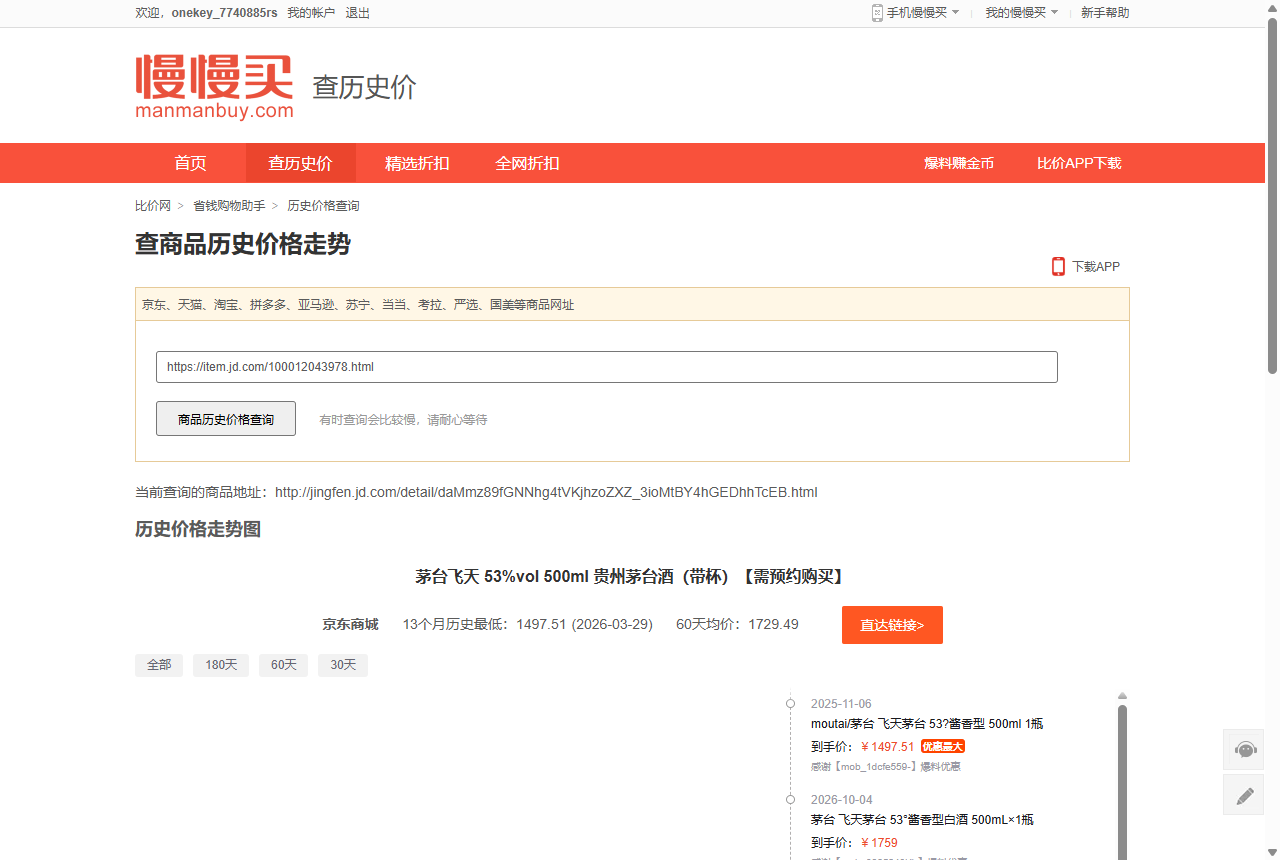 欢迎，onekey_7740885rs 我的帐户 退出 手机慢慢买 我的慢慢买 新手帮助
慢慢买
manmanbuy.com
查历史价
首页 查历史价 精选折扣 全网折扣 爆料赚金币 比价APP下载
比价网 > 省钱购物助手 > 历史价格查询
查商品历史价格走势
下载APP
京东、天猫、淘宝、拼多多、亚马逊、苏宁、当当、考拉、严选、国美等商品网址
https://item.jd.com/100012043978.html
商品历史价格查询 有时查询会比较慢，请耐心等待
当前查询的商品地址：http://jingfen.jd.com/detail/daMmz89fGNNhg4tVKjhzoZXZ_3ioMtBY4hGEDhhTcEB.html
历史价格走势图
茅台飞天 53%vol 500ml 贵州茅台酒（带杯）【需预约购买】
京东商城 13个月历史最低：1497.51 (2026-03-29) 60天均价：1729.49 直达链接>
全部 180天 60天 30天
2025-11-06
moutai/茅台 飞天茅台 53?酱香型 500ml 1瓶
到手价：￥1497.51 优惠最大
感谢【mob_1dcfe559-】爆料优惠
2026-10-04
茅台 飞天茅台 53°酱香型白酒 500mL×1瓶
到手价：￥1759